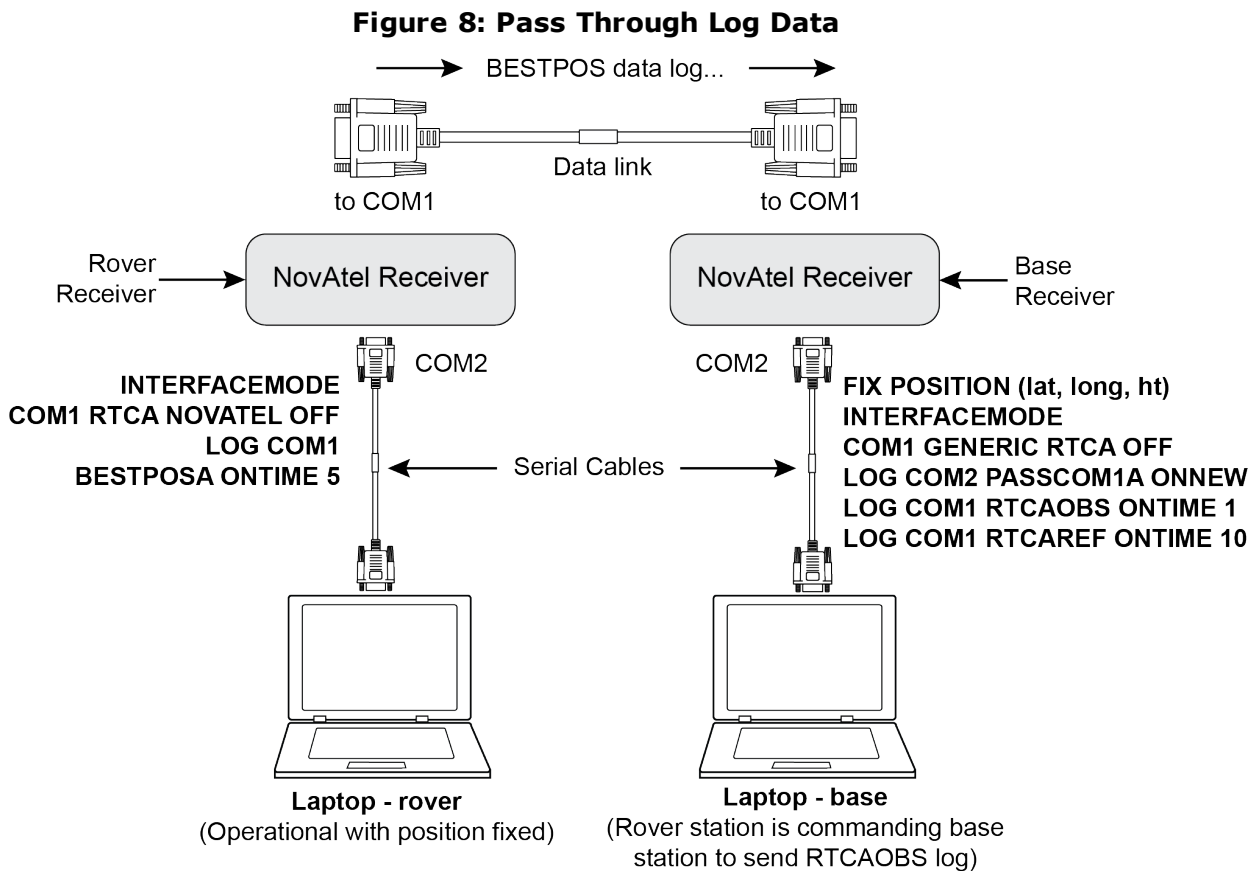 Figure 8: Pass Through Log Data
BESTPOS data log...
Data link
to COM1
to COM1
Rover
Receiver
NovAtel Receiver
NovAtel Receiver
Base
Receiver
COM2
INTERFACEMODE
COM1 RTCA NOVATEL OFF
LOG COM1
BESTPOSA ONTIME 5
Serial Cables
COM2
FIX POSITION (lat, long, ht)
INTERFACEMODE
COM1 GENERIC RTCA OFF
LOG COM2 PASSCOM1A ONNEW
LOG COM1 RTCAOBS ONTIME 1
LOG COM1 RTCAREF ONTIME 10
Laptop - rover
(Operational with position fixed)
Laptop - base
(Rover station is commanding base
station to send RTCAOBS log)